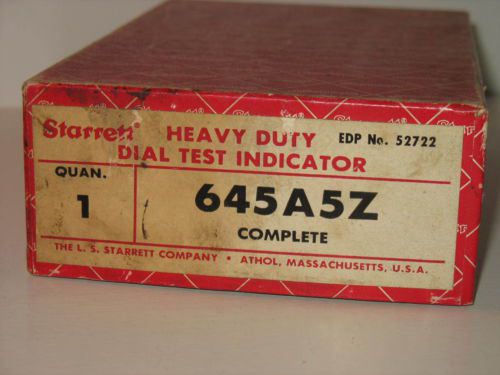 Starrett HEAVY DUTY EDP No. 52722
DIAL TEST INDICATOR
QUAN.
1
645A5Z
COMPLETE
THE L. S. STARRETT COMPANY • ATHOL, MASSACHUSETTS, U.S.A.